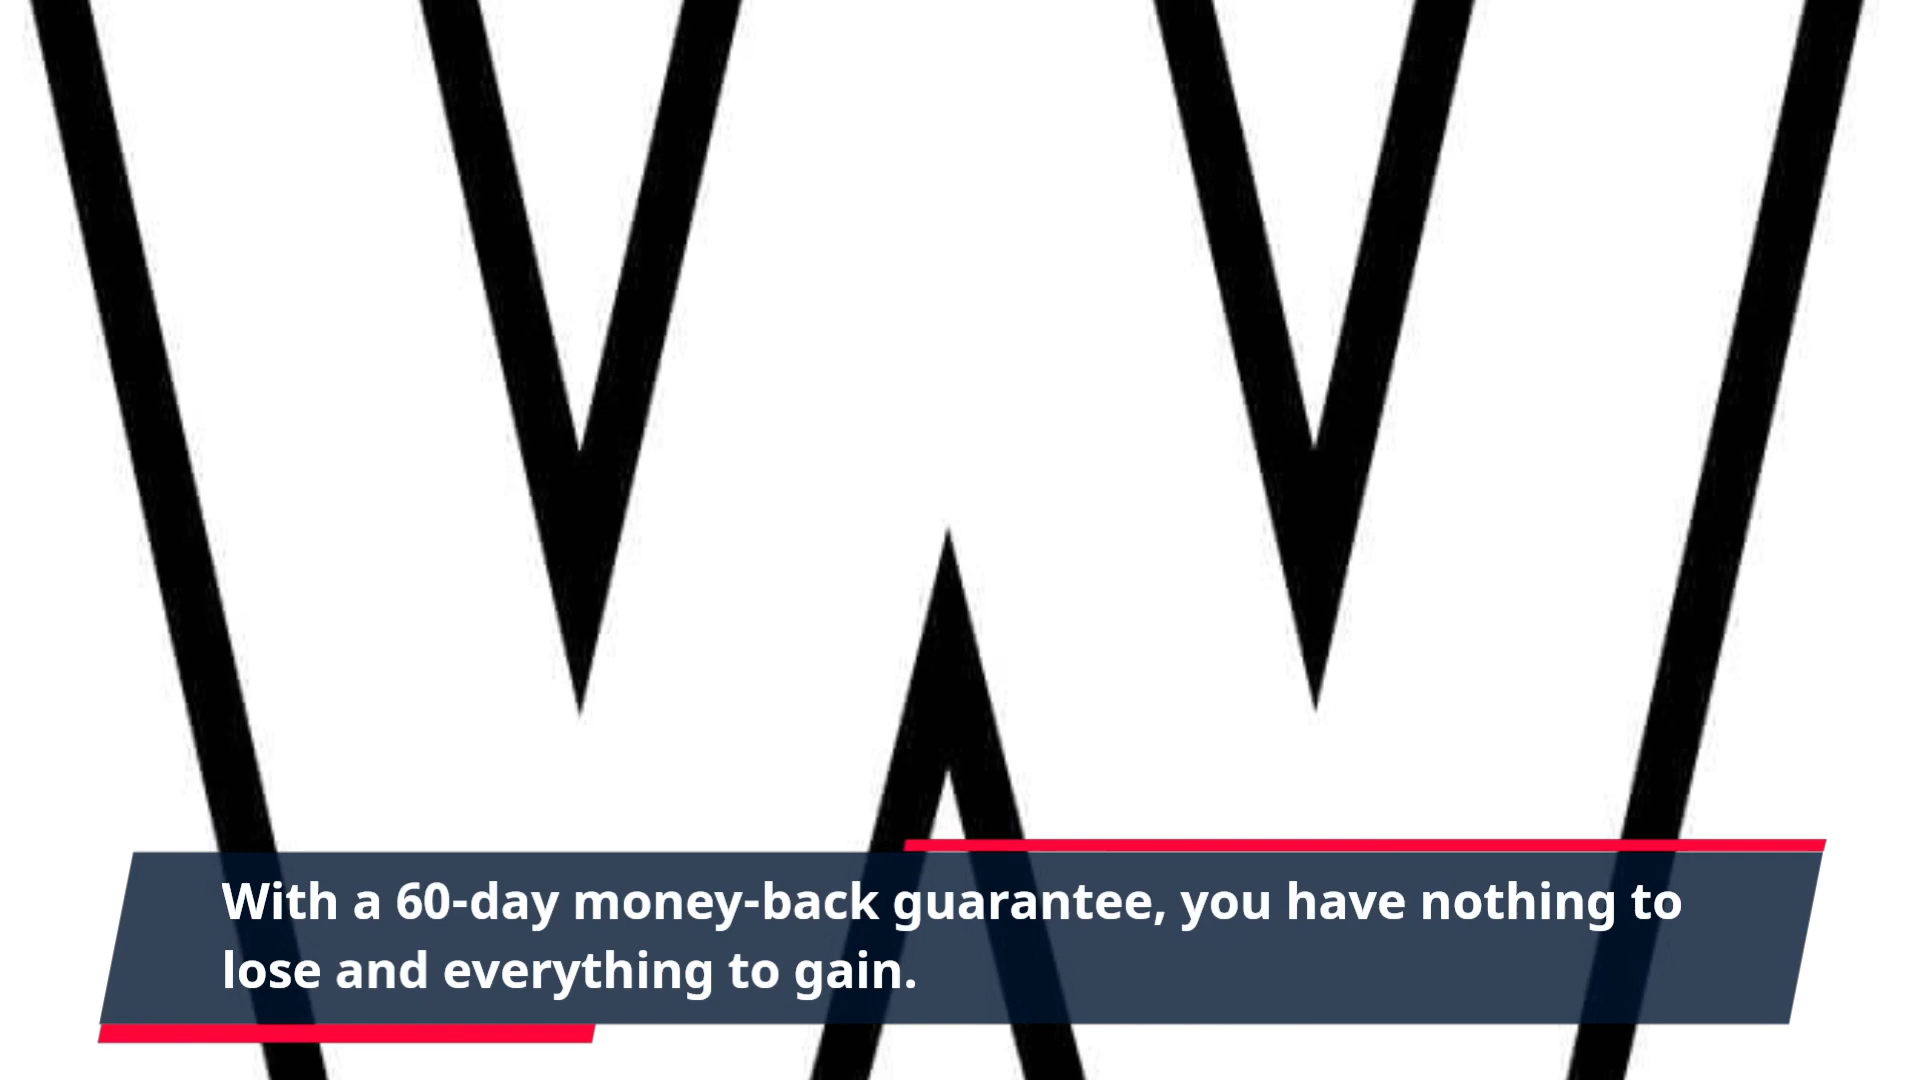 With a 60-day money-back guarantee, you have nothing to
lose and everything to gain.